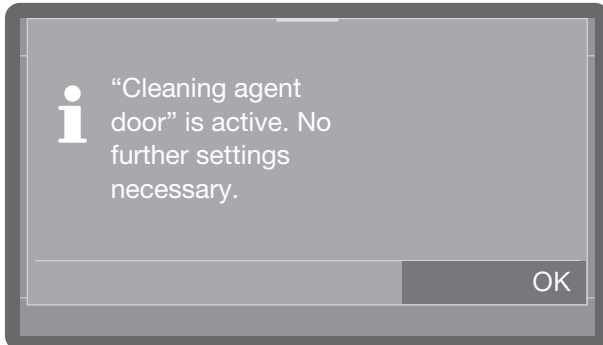 “Cleaning agent
door” is active. No
further settings
necessary.
OK